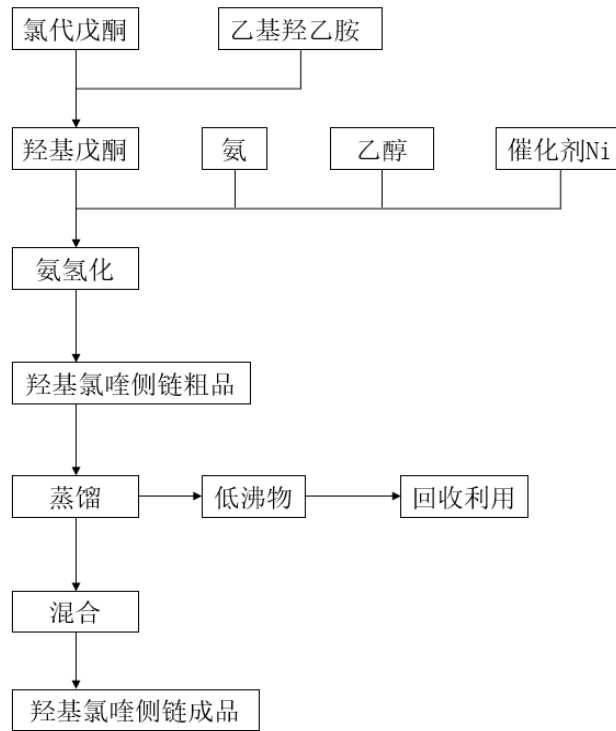 氯代戊酮
乙基羟乙胺
羟基戊酮
氨
乙醇
催化剂Ni
氨氢化
羟基氯喹侧链粗品
蒸馏
低沸物
回收利用
混合
羟基氯喹侧链成品